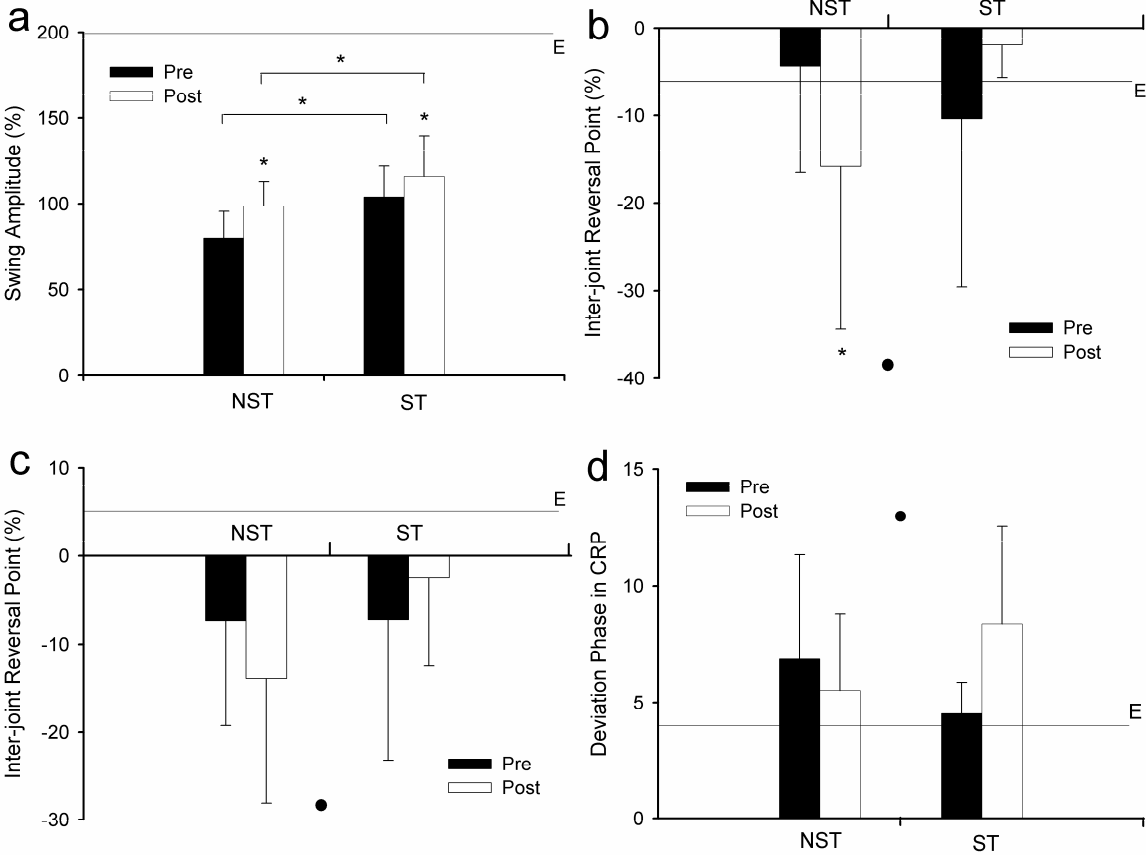 a
200
150
100
50
0
Swing Amplitude (%)
E
Pre
Post
*
*
*
*
NST
ST
b
NST
ST
0
-10
-20
-30
-40
Inter-joint Reversal Point (%)
E
Pre
Post
*
c
10
0
-10
-20
-30
Inter-joint Reversal Point (%)
E
NST
ST
Pre
Post
d
15
10
5
0
Deviation Phase in CRP
Pre
Post
E
NST
ST